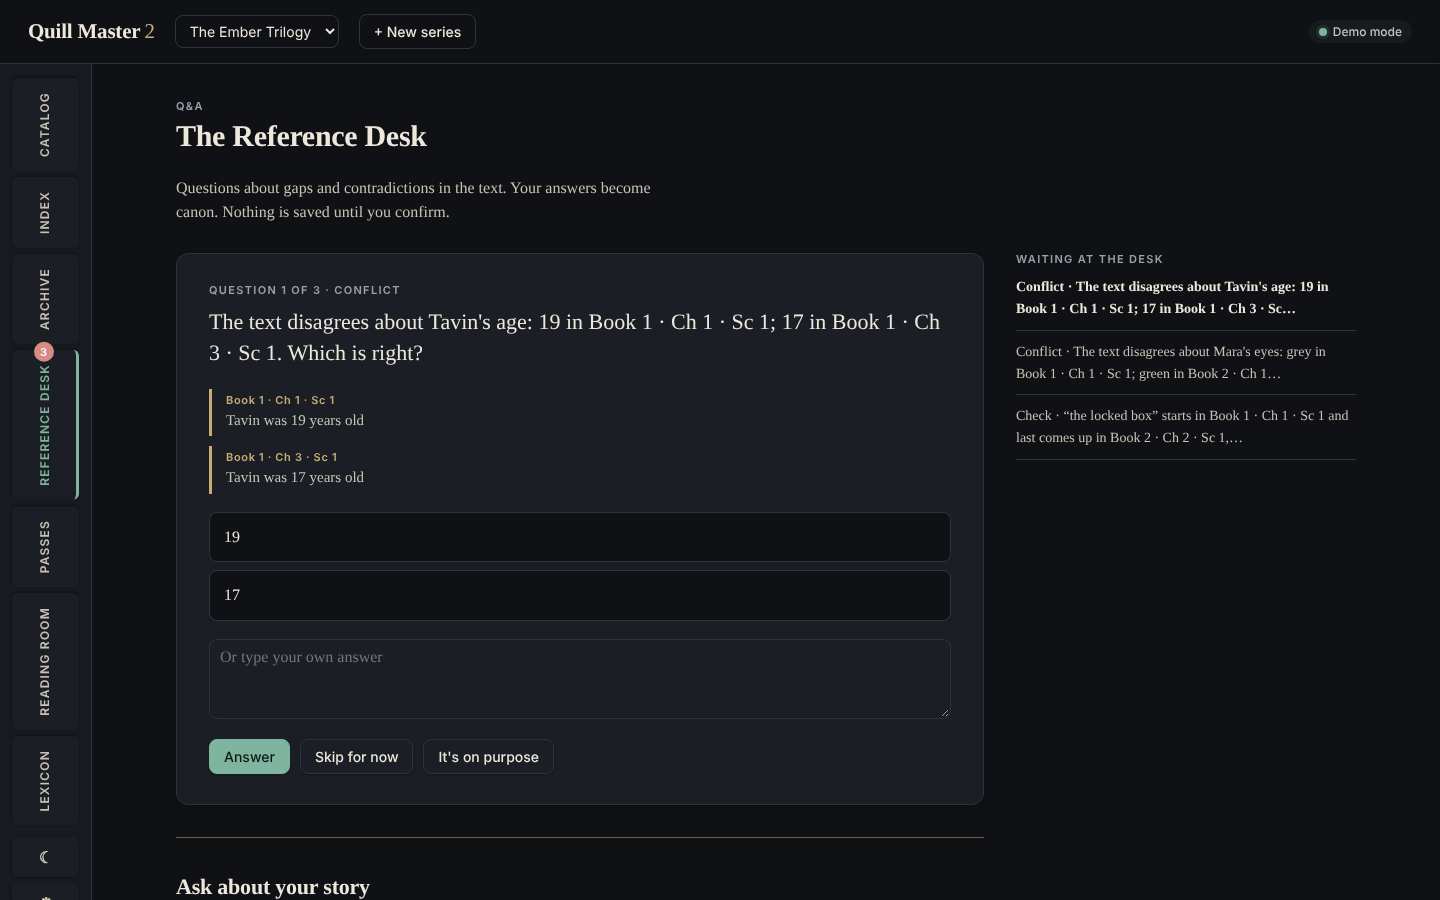 Quill Master 2
The Ember Trilogy
+ New series
Demo mode
CATALOG
INDEX
ARCHIVE
3
REFERENCE DESK
PASSES
READING ROOM
LEXICON
Q&A
The Reference Desk
Questions about gaps and contradictions in the text. Your answers become
canon. Nothing is saved until you confirm.
QUESTION 1 OF 3 · CONFLICT
The text disagrees about Tavin's age: 19 in Book 1 · Ch 1 · Sc 1; 17 in Book 1 · Ch
3 · Sc 1. Which is right?
Book 1 · Ch 1 · Sc 1
Tavin was 19 years old
Book 1 · Ch 3 · Sc 1
Tavin was 17 years old
19
17
Or type your own answer
Answer
Skip for now
It's on purpose
Ask about your story
WAITING AT THE DESK
Conflict · The text disagrees about Tavin's age: 19 in
Book 1 · Ch 1 · Sc 1; 17 in Book 1 · Ch 3 · Sc…
Conflict · The text disagrees about Mara's eyes: grey in
Book 1 · Ch 1 · Sc 1; green in Book 2 · Ch 1…
Check · “the locked box” starts in Book 1 · Ch 1 · Sc 1 and
last comes up in Book 2 · Ch 2 · Sc 1,…